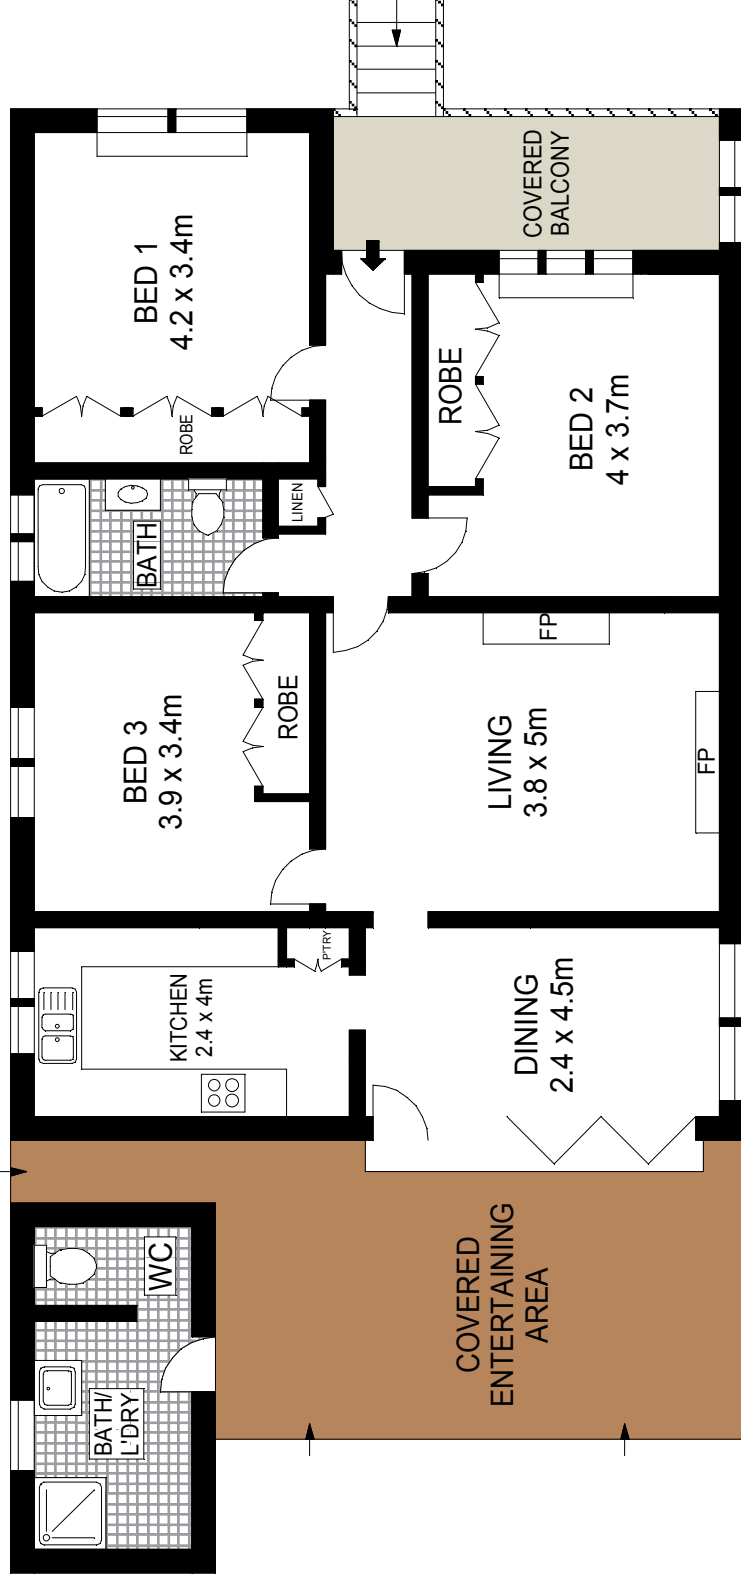 COVERED
BALCONY
BED 1
4.2 x 3.4m
ROBE
ROBE
BED 2
4 x 3.7m
LINEN
BATH
FP
BED 3
3.9 x 3.4m
ROBE
LIVING
3.8 x 5m
FP
P'TRY
KITCHEN
2.4 x 4m
DINING
2.4 x 4.5m
COVERED
ENTERTAINING
AREA
WC
BATH/
L'DRY